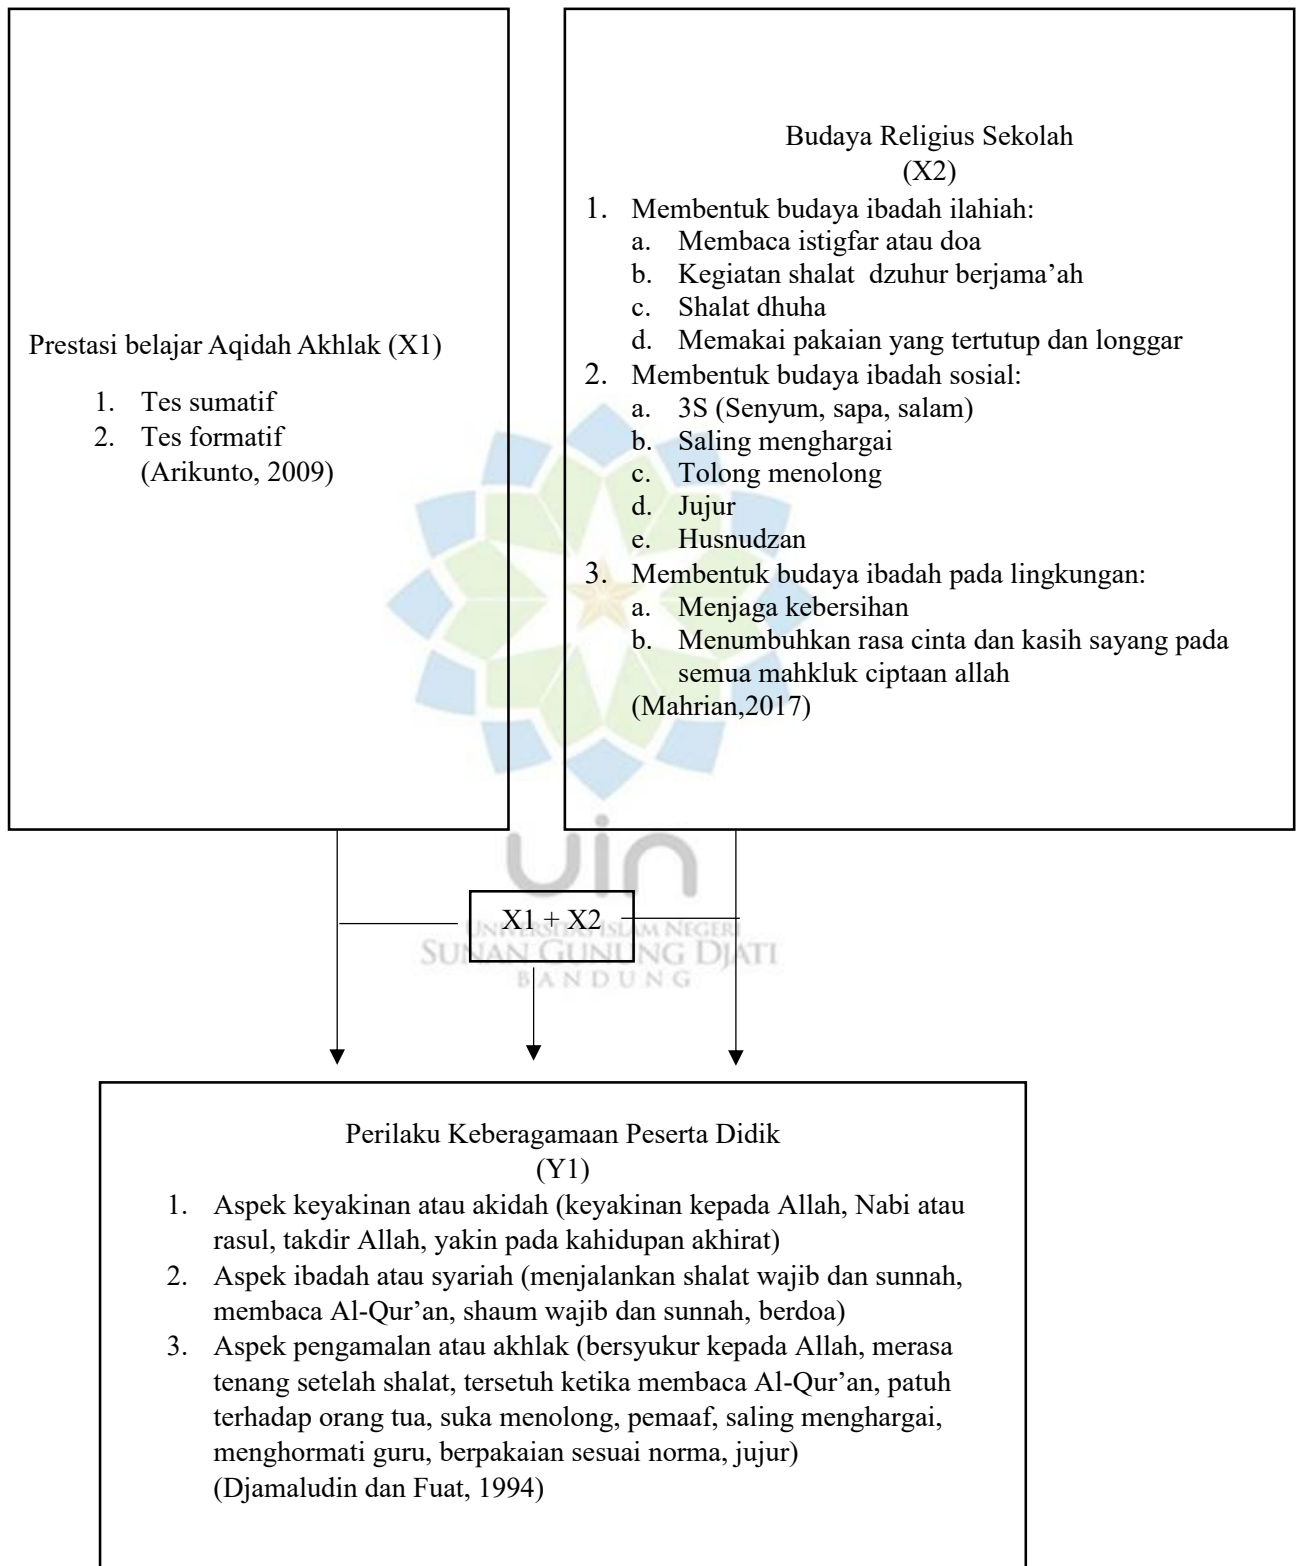 Prestasi belajar Aqidah Akhlak (X1)
1. Tes sumatif
2. Tes formatif
(Arikunto, 2009)
Budaya Religius Sekolah
(X2)
1. Membentuk budaya ibadah ilahiah:
a. Membaca istigfar atau doa
b. Kegiatan shalat dzuhur berjama’ah
c. Shalat dhuha
d. Memakai pakaian yang tertutup dan longgar
2. Membentuk budaya ibadah sosial:
a. 3S (Senyum, sapa, salam)
b. Saling menghargai
c. Tolong menolong
d. Jujur
e. Husnudzan
3. Membentuk budaya ibadah pada lingkungan:
a. Menjaga kebersihan
b. Menumbuhkan rasa cinta dan kasih sayang pada
semua mahkluk ciptaan allah
(Mahrian,2017)
uin
X1 + X2
UNIVERSITAS ISLAM NEGERI
SUNAN GUNUNG DJATI
BANDUNG
Perilaku Keberagamaan Peserta Didik
(Y1)
1. Aspek keyakinan atau akidah (keyakinan kepada Allah, Nabi atau
rasul, takdir Allah, yakin pada kahidupan akhirat)
2. Aspek ibadah atau syariah (menjalankan shalat wajib dan sunnah,
membaca Al-Qur’an, shaum wajib dan sunnah, berdoa)
3. Aspek pengamalan atau akhlak (bersyukur kepada Allah, merasa
tenang setelah shalat, tersetuh ketika membaca Al-Qur’an, patuh
terhadap orang tua, suka menolong, pemaaf, saling menghargai,
menghormati guru, berpakaian sesuai norma, jujur)
(Djamaludin dan Fuat, 1994)